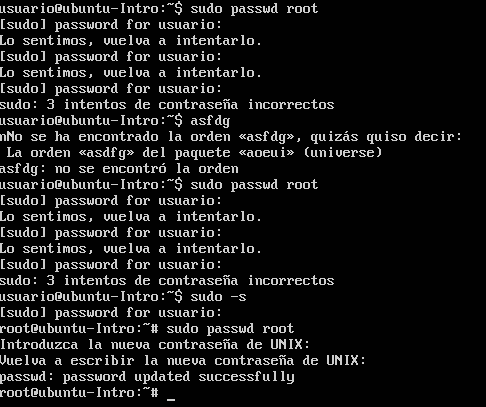 usuario@ubuntu-Intro:~$ sudo passwd root
[sudo] password for usuario:
Lo sentimos, vuelva a intentarlo.
[sudo] password for usuario:
Lo sentimos, vuelva a intentarlo.
[sudo] password for usuario:
sudo: 3 intentos de contraseña incorrectos
usuario@ubuntu-Intro:~$ asfdg
nNo se ha encontrado la orden «asfdg», quizás quiso decir:
La orden «asdfg» del paquete «aoeui» (universe)
asfdg: no se encontró la orden
usuario@ubuntu-Intro:~$ sudo passwd root
[sudo] password for usuario:
Lo sentimos, vuelva a intentarlo.
[sudo] password for usuario:
Lo sentimos, vuelva a intentarlo.
[sudo] password for usuario:
sudo: 3 intentos de contraseña incorrectos
usuario@ubuntu-Intro:~$ sudo -s
[sudo] password for usuario:
root@ubuntu-Intro:~# sudo passwd root
Introduzca la nueva contraseña de UNIX:
Vuelva a escribir la nueva contraseña de UNIX:
passwd: password updated successfully
root@ubuntu-Intro:~# _